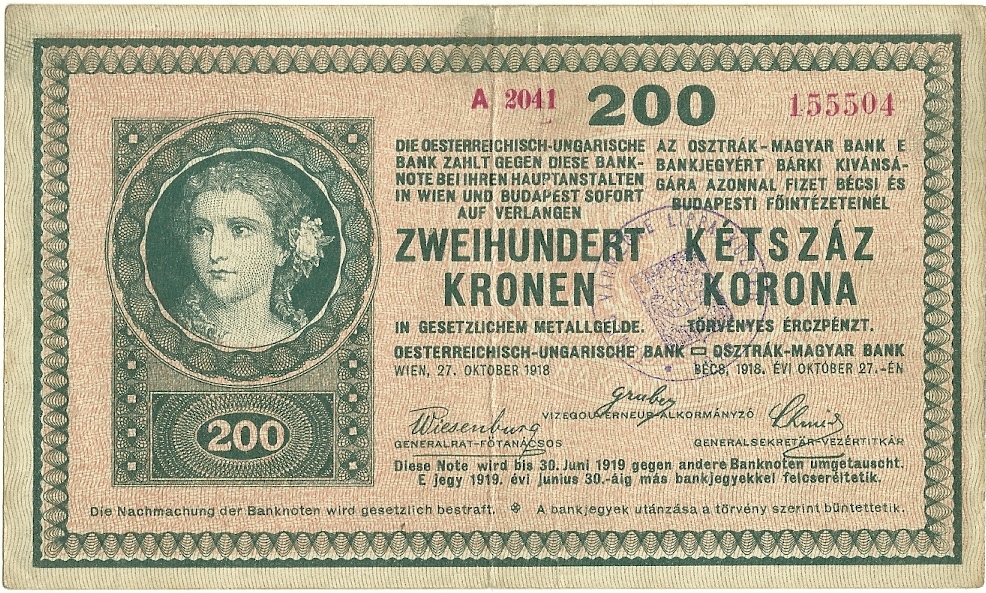 A 2041 200 155504
DIE OESTERREICHISCH-UNGARISCHE
BANK ZAHLT GEGEN DIESE BANK-
NOTE BEI IHREN HAUPTANSTALTEN
IN WIEN UND BUDAPEST SOFORT
AUF VERLANGEN
ZWEIHUNDERT
KRONEN
IN GESETZLICHEM METALLGELDE.
AZ OSZTRÁK-MAGYAR BANK E
BANKJEGYÉRT BÁRKI KIVÁNSÁ-
GÁRA AZONNAL FIZET BÉCSI ÉS
BUDAPESTI FŐINTÉZETEINÉL
KÉTSZÁZ
KORONA
TÖRVÉNYES ÉRCZPÉNZT.
OESTERREICHISCH-UNGARISCHE BANK OSZTRÁK-MAGYAR BANK
WIEN, 27. OKTOBER 1918 BÉCS, 1918. ÉVI OKTOBER 27.-ÉN
Gruber
VIZEGOUVERNEUR-ALKORMÁNYZÓ
Wiesenburg Schmid
GENERALRAT-FŐTANÁCSOS GENERALSEKRETÄR-VEZÉRTITKÁR
200
Diese Note wird bis 30. Juni 1919 gegen andere Banknoten umgetauscht.
E jegy 1919. évi junius 30.-áig más bankjegyekkel felcseréltetik.
Die Nachmachung der Banknoten wird gesetzlich bestraft. A bankjegyek utánzása a törvény szerint büntettetik.